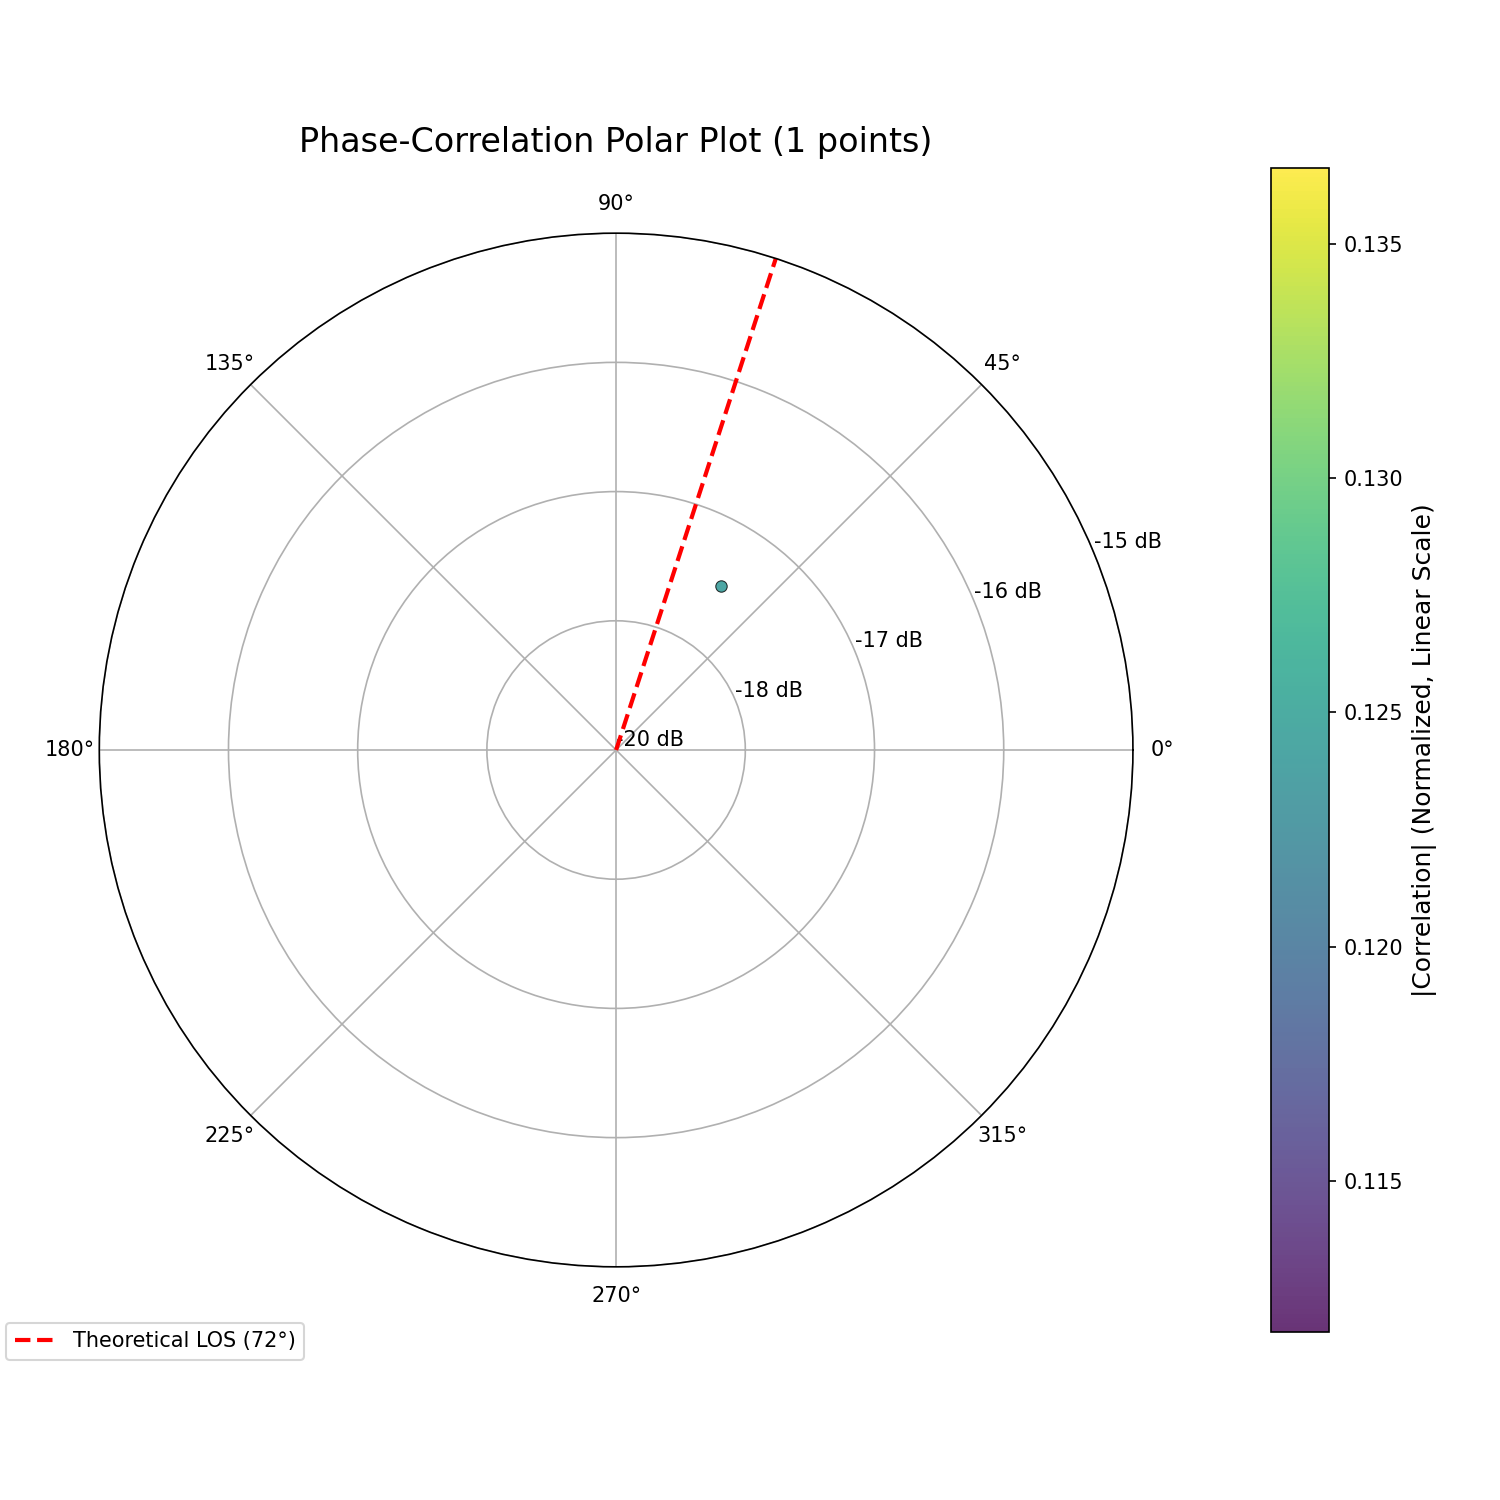 Phase-Correlation Polar Plot (1 points)
90°
135°
45°
180°
0°
225°
315°
270°
-15 dB
-16 dB
-17 dB
-18 dB
-20 dB
0.135
0.130
0.125
0.120
0.115
|Correlation| (Normalized, Linear Scale)
Theoretical LOS (72°)